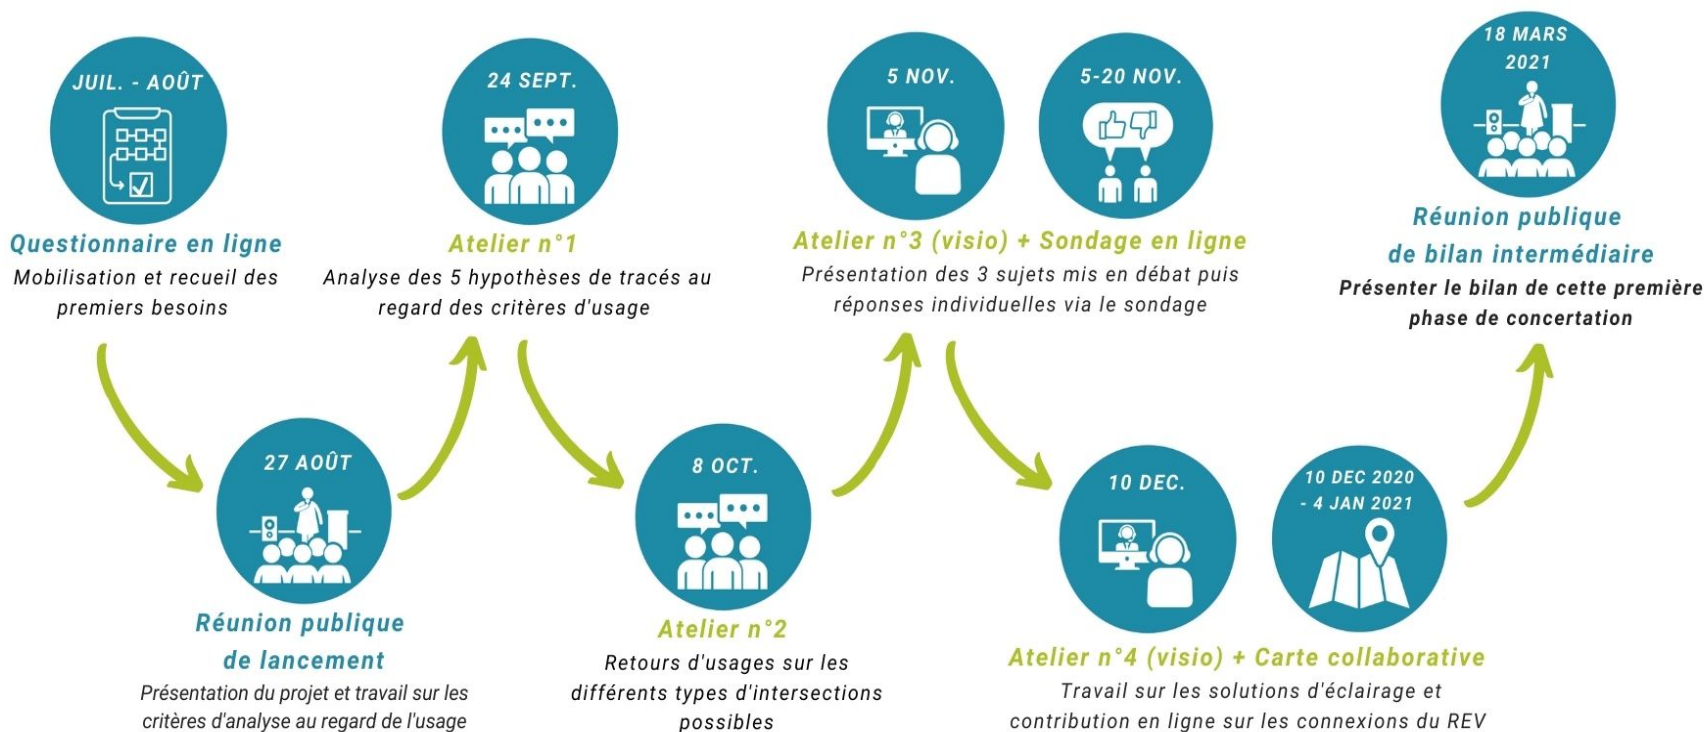 JUIL. - AOÛT
Questionnaire en ligne
Mobilisation et recueil des
premiers besoins
27 AOÛT
Réunion publique
de lancement
Présentation du projet et travail sur les
critères d'analyse au regard de l'usage
24 SEPT.
Atelier n°1
Analyse des 5 hypothèses de tracés au
regard des critères d'usage
8 OCT.
Atelier n°2
Retours d'usages sur les
différents types d'intersections
possibles
5 NOV.
5-20 NOV.
Atelier n°3 (visio) + Sondage en ligne
Présentation des 3 sujets mis en débat puis
réponses individuelles via le sondage
10 DEC.
10 DEC 2020
- 4 JAN 2021
Atelier n°4 (visio) + Carte collaborative
Travail sur les solutions d'éclairage et
contribution en ligne sur les connexions du REV
18 MARS
2021
Réunion publique
de bilan intermédiaire
Présenter le bilan de cette première
phase de concertation